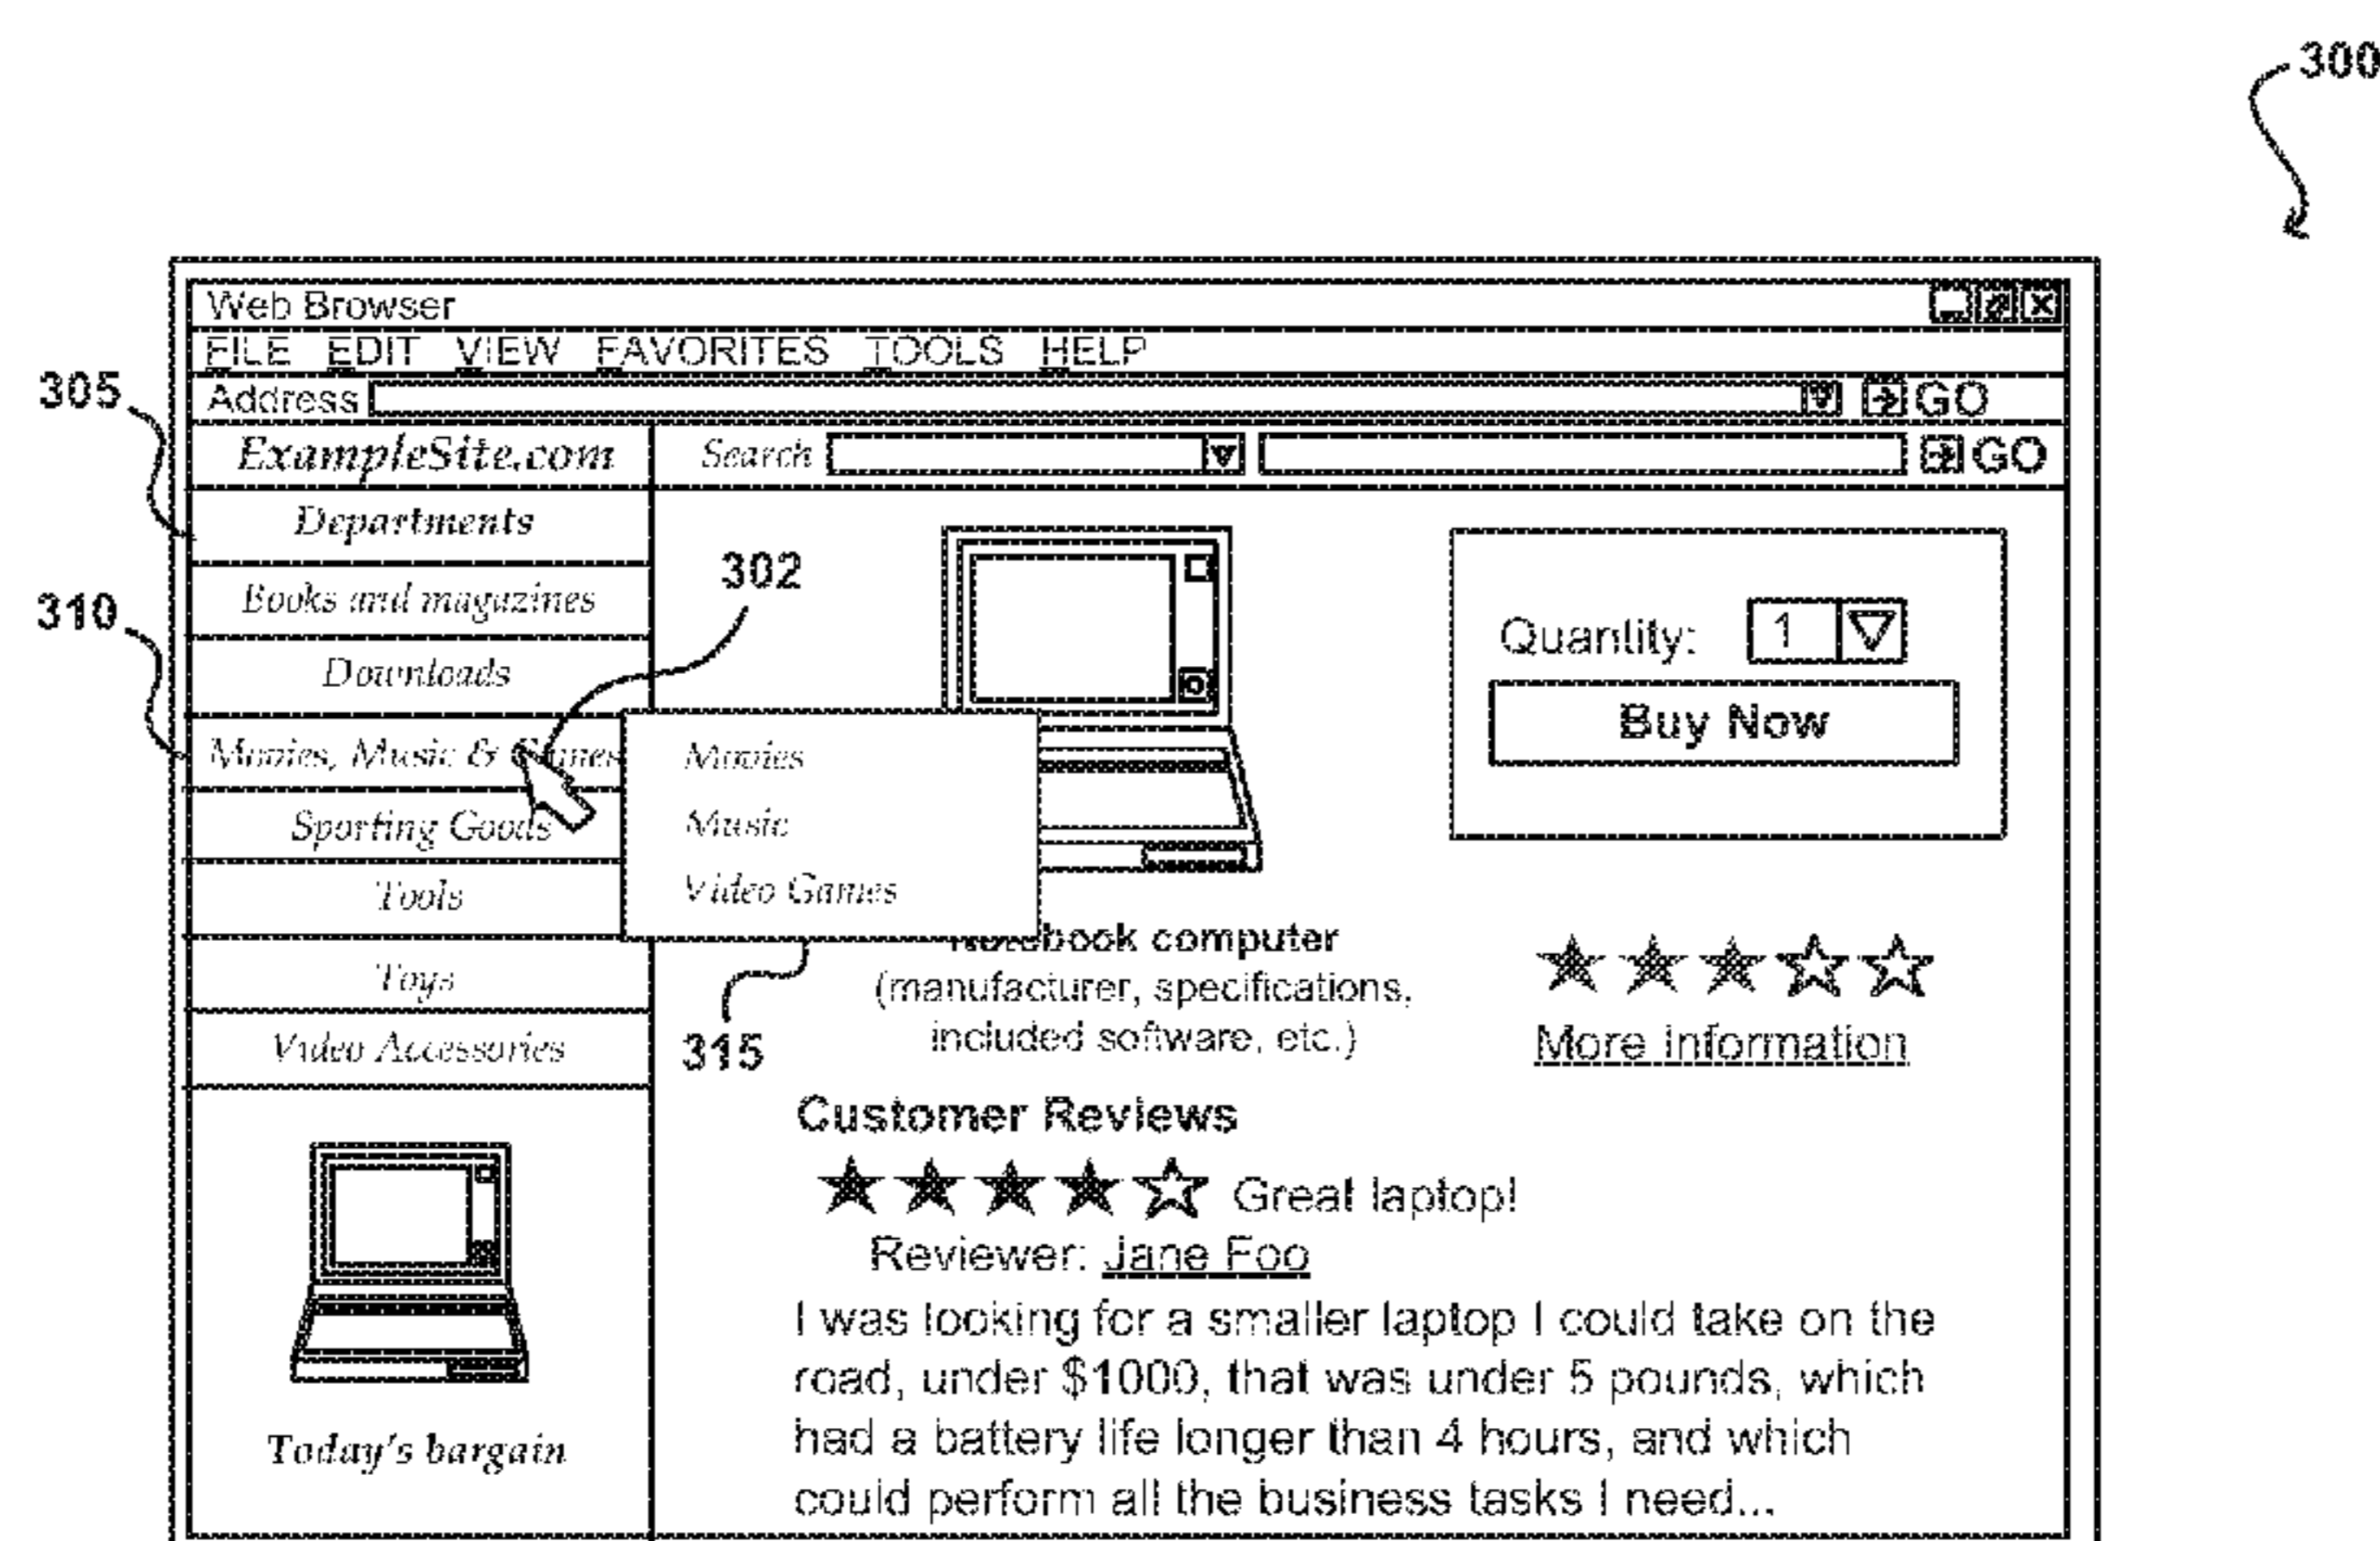 300
Web Browser
FILE EDIT VIEW FAVORITES TOOLS HELP
305
Address GO
ExampleSite.com Search GO
Departments
302
310
Books and magazines
Quantity: 1
Downloads
Buy Now
Movies, Music & Games
Movies
Sporting Goods
Music
Tools
Video Games
Notebook computer
Toys
(manufacturer, specifications,
included software, etc.)
More information
Video Accessories
315
Customer Reviews
Great laptop!
Reviewer: Jane Foo
I was looking for a smaller laptop I could take on the
road, under $1000, that was under 5 pounds, which
had a battery life longer than 4 hours, and which
could perform all the business tasks I need...
Today's bargain